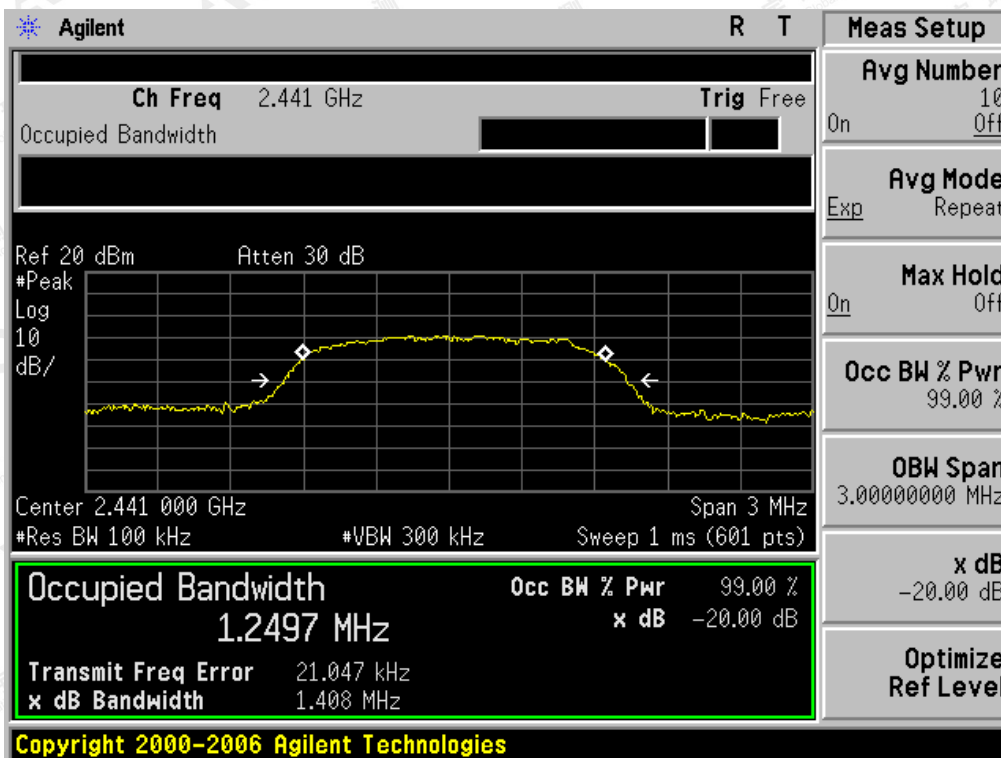 Agilent R T Meas Setup
Ch Freq 2.441 GHz Trig Free
Occupied Bandwidth
Ref 20 dBm Atten 30 dB
#Peak
Log
10
dB/
Center 2.441 000 GHz Span 3 MHz
#Res BW 100 kHz #VBW 300 kHz Sweep 1 ms (601 pts)
Occupied Bandwidth Occ BW % Pwr 99.00 %
1.2497 MHz x dB -20.00 dB
Transmit Freq Error 21.047 kHz
x dB Bandwidth 1.408 MHz
Copyright 2000-2006 Agilent Technologies
Avg Number
10
On Off
Avg Mode
Exp Repeat
Max Hold
On Off
Occ BW % Pwr
99.00 %
OBW Span
3.00000000 MHz
x dB
-20.00 dB
Optimize
Ref Level